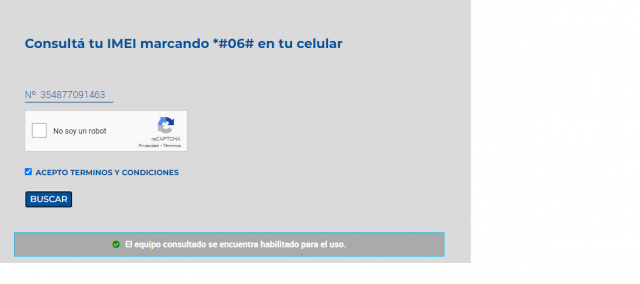 Consultá tu IMEI marcando *#06# en tu celular
Nº 354877091463
No soy un robot
reCAPTCHA
Privacidad - Términos
ACEPTO TERMINOS Y CONDICIONES
BUSCAR
El equipo consultado se encuentra habilitado para el uso.